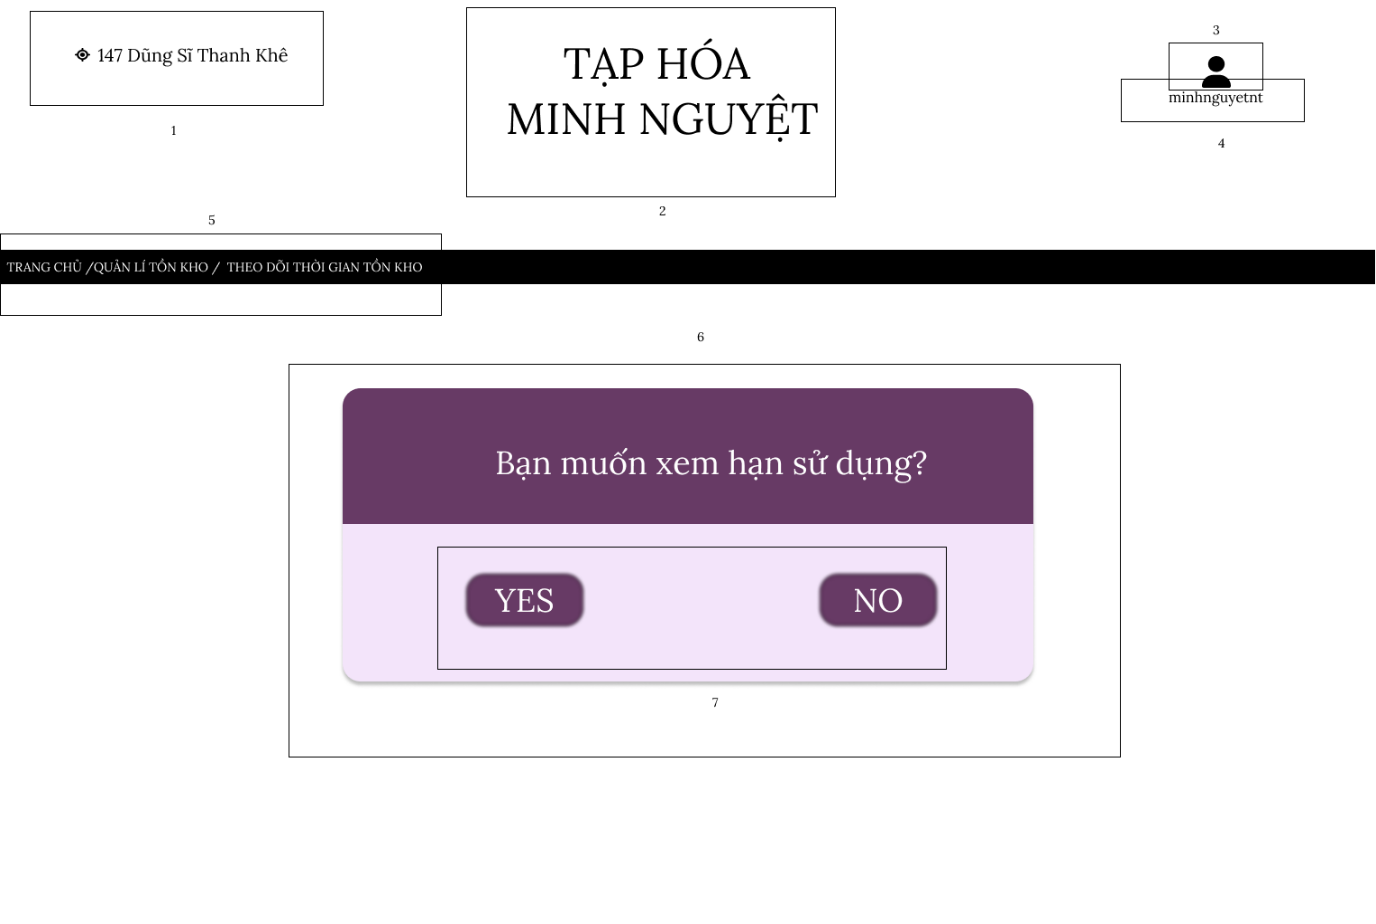 147 Dũng Sĩ Thanh Khê
1
TẠP HÓA
MINH NGUYỆT
2
3
minhnguyetnt
4
5
TRANG CHỦ /QUẢN LÍ TỒN KHO / THEO DÕI THỜI GIAN TỒN KHO
6
Bạn muốn xem hạn sử dụng?
YES NO
7